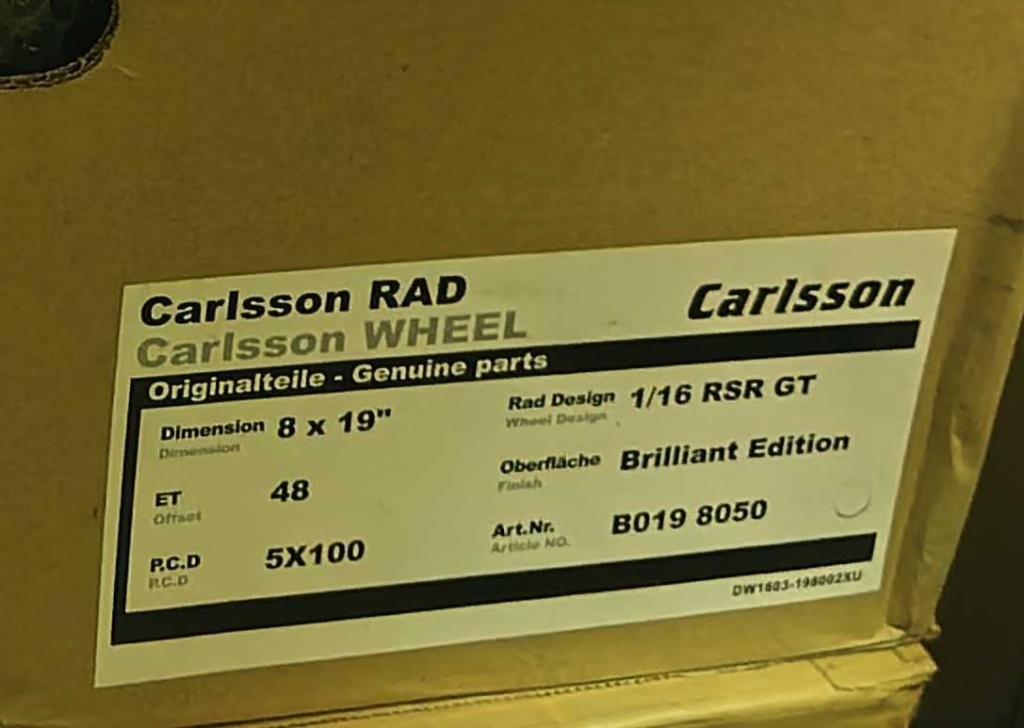 Carlsson RAD
Carlsson WHEEL
Carlsson
Originalteile - Genuine parts
Dimension 8 x 19"
Dimension
ET 48
Offset
P.C.D 5X100
P.C.D
Rad Design 1/16 RSR GT
Wheel Design
Oberfläche Brilliant Edition
Finish
Art.Nr. B019 8050
Article NO.